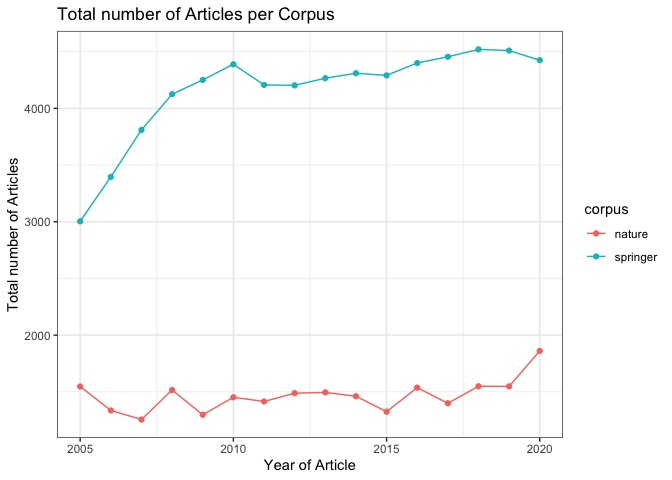 Total number of Articles per Corpus
Total number of Articles
4000
3000
2000
2005
2010
2015
2020
Year of Article
corpus
nature
springer